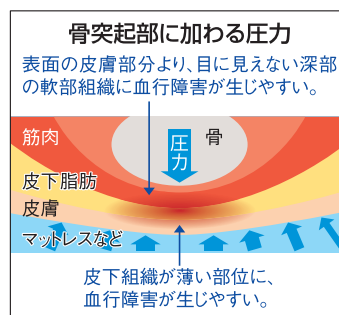 骨突起部に加わる圧力
表面の皮膚部分より、目に見えない深部
の軟部組織に血行障害が生じやすい。
筋肉
骨
圧力
皮下脂肪
皮膚
マットレスなど
皮下組織が薄い部位に、
血行障害が生じやすい。